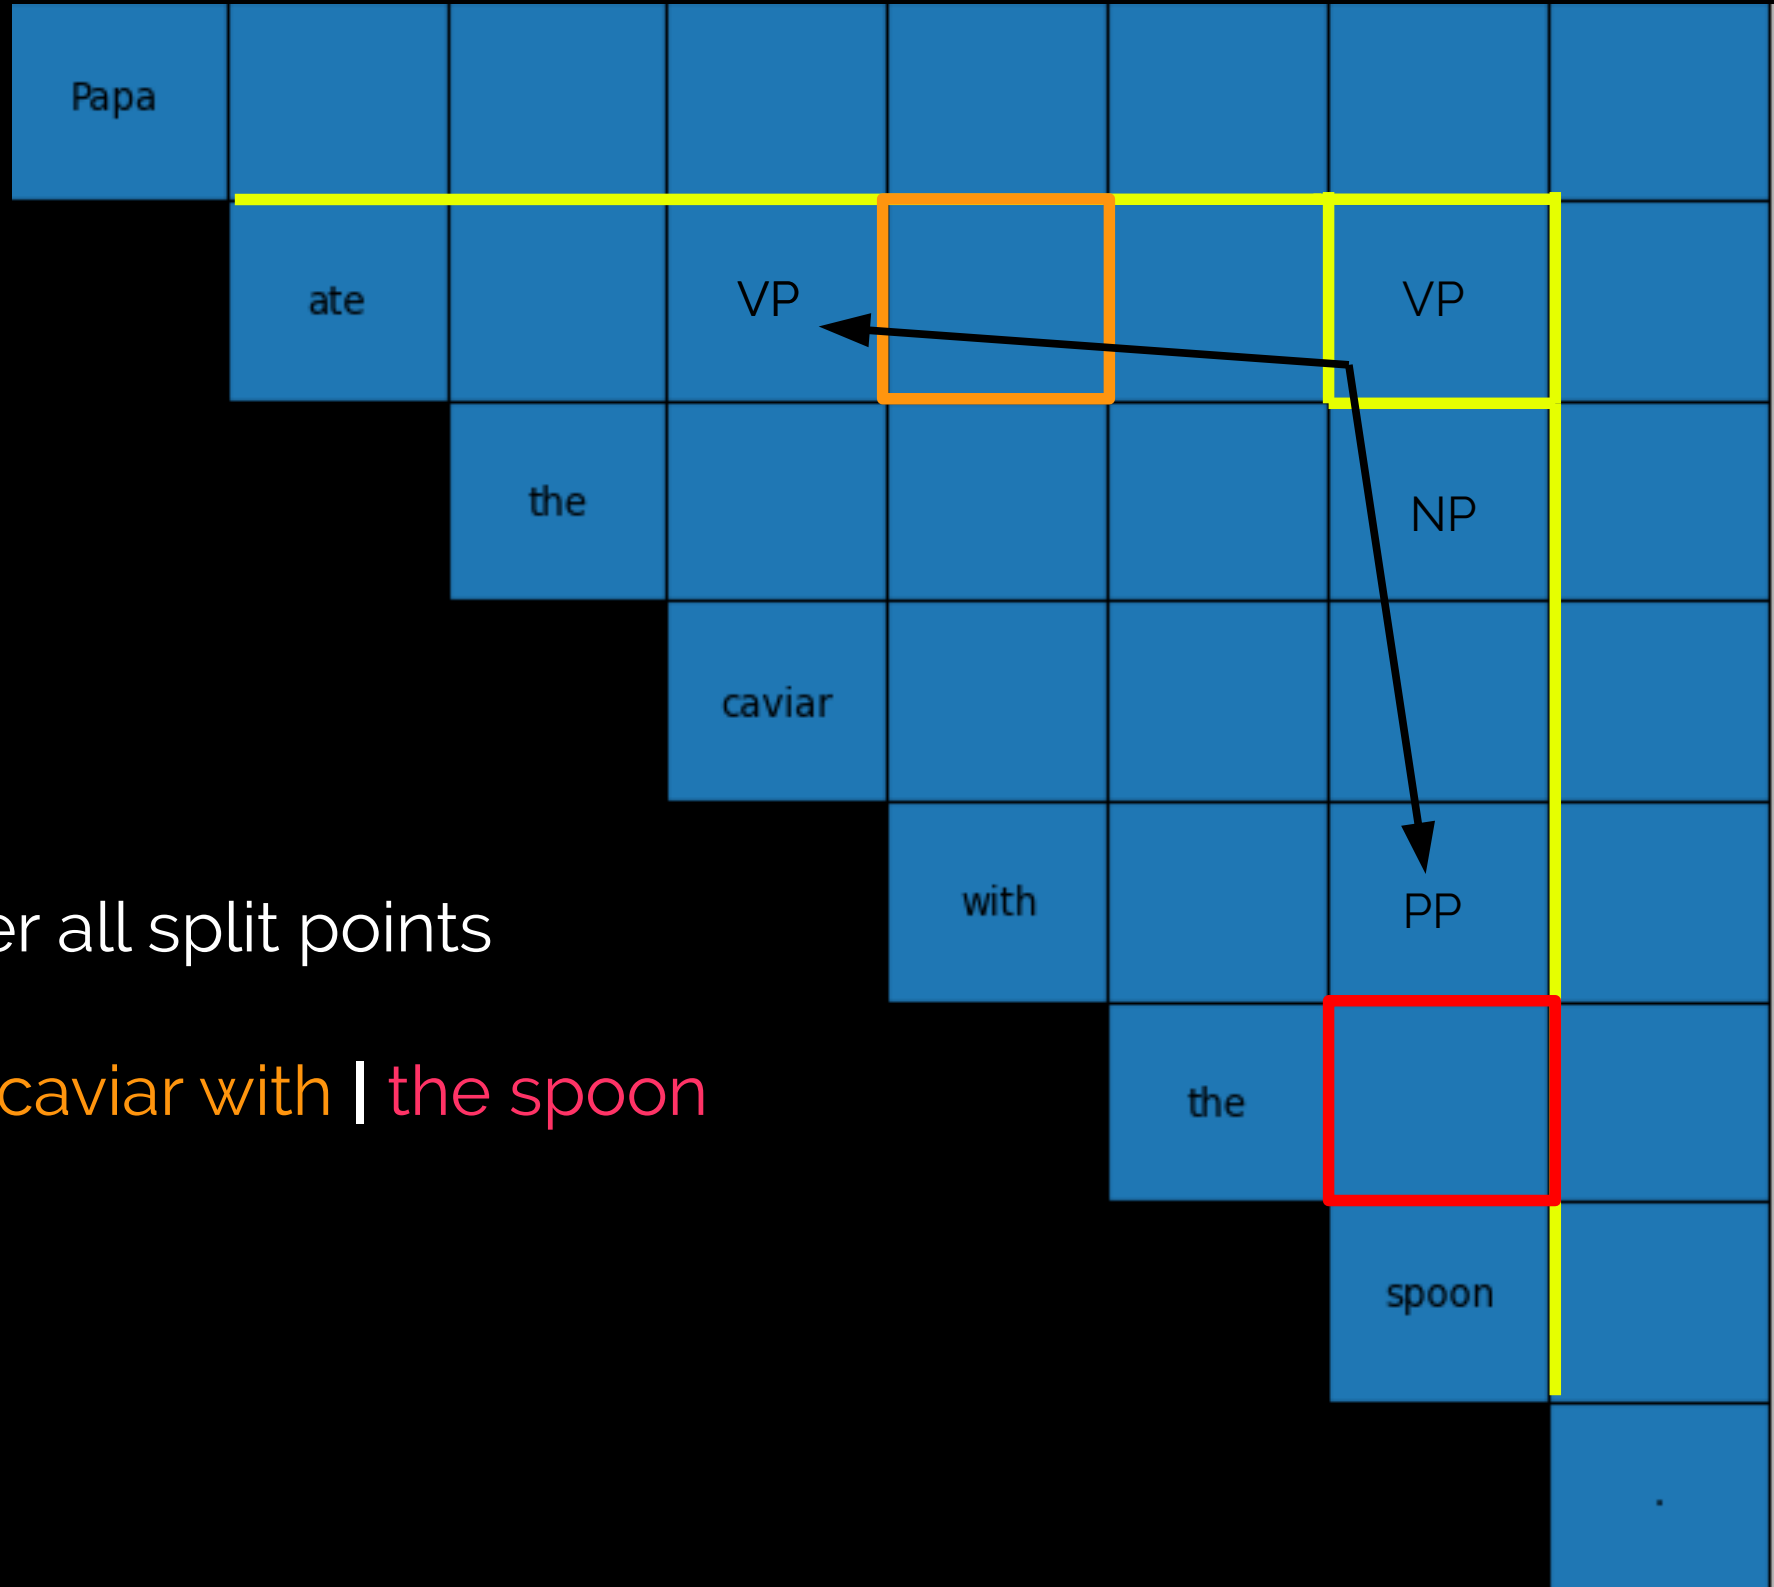 Papa
ate VP VP
the NP
caviar
with PP
er all split points
caviar with | the spoon
the
spoon
.